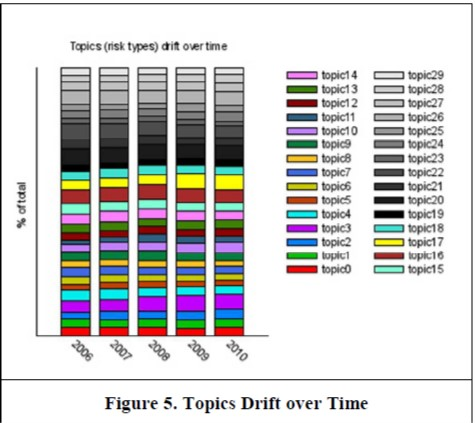 Topics (risk types) drift over time
% of total
topic14
topic13
topic12
topic11
topic10
topic9
topic8
topic7
topic6
topic5
topic4
topic3
topic2
topic1
topic0
topic29
topic28
topic27
topic26
topic25
topic24
topic23
topic22
topic21
topic20
topic19
topic18
topic17
topic16
topic15
2006
2007
2008
2009
2010
Figure 5. Topics Drift over Time